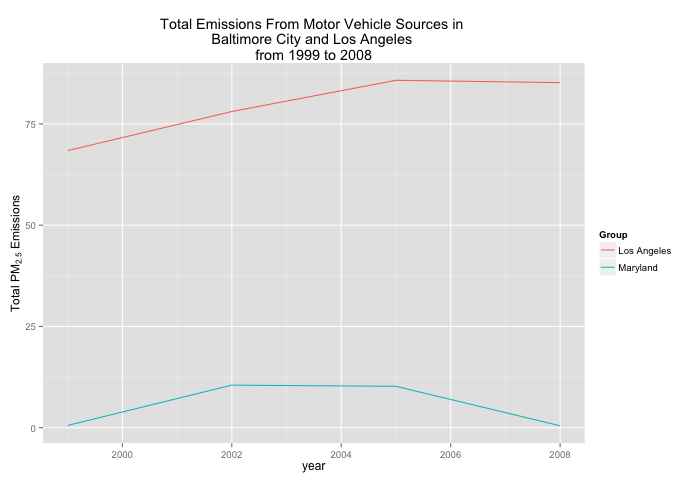 Total Emissions From Motor Vehicle Sources in
Baltimore City and Los Angeles
from 1999 to 2008
Total PM2.5 Emissions
75
50
25
0
2000 2002 2004 2006 2008
year
Group
Los Angeles
Maryland